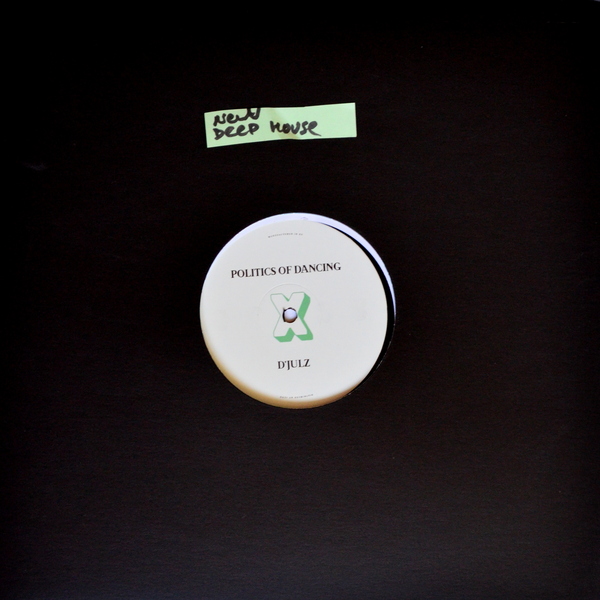 New
DEEP HOUSE
POLITICS OF DANCING
X
D'JULZ